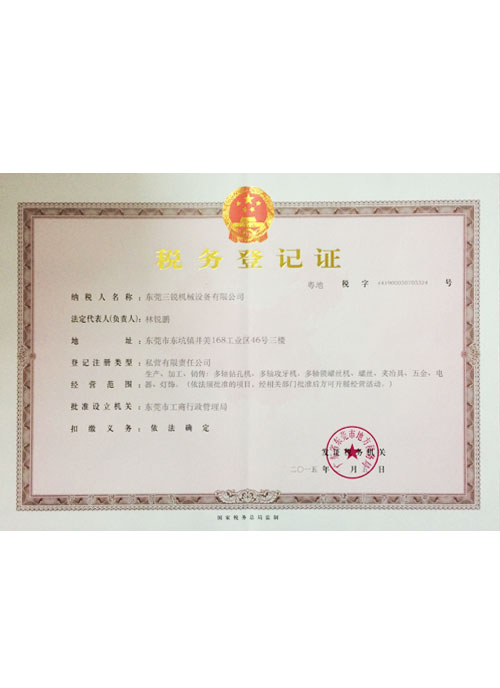 税务登记证
粤地 税 字 号
纳税人名称：东莞三锐机械设备有限公司
法定代表人(负责人)：林锐鹏
地 址：东莞市东坑镇井美168工业区46号三楼
登记注册类型：私营有限责任公司
经营范围：生产、加工、销售：多轴钻孔机、多轴攻牙机、多轴锁螺丝机、螺丝、夹治具、五金、电
器、灯饰。（依法须批准的项目，经相关部门批准后方可开展经营活动。）
批准设立机关：东莞市工商行政管理局
扣缴义务：依法确定
发证税务机关
二〇一五年 月 日
国家税务总局监制